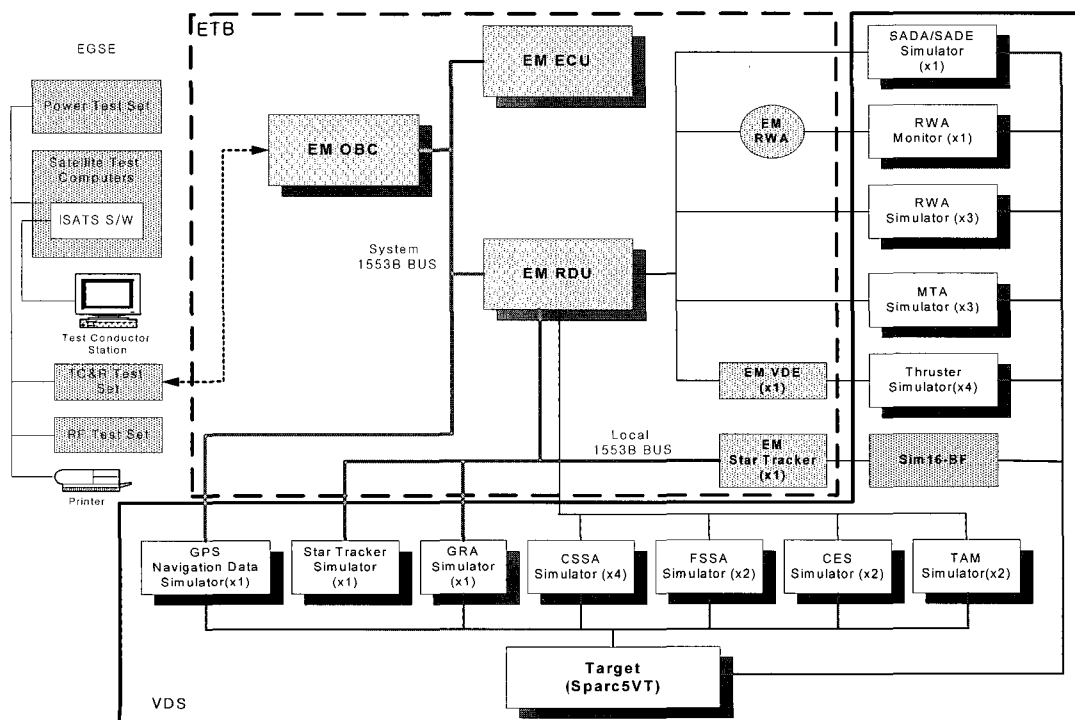 EGSE
Power Test Set
Satellite Test
Computers
ISATS S/W
Test Conductor
Station
TC&R Test
Set
RF Test Set
Printer
ETB
EM ECU
EM OBC
System
1553B BUS
EM RDU
EM
RWA
EM VDE
(x1)
Local
1553B BUS
EM
Star Tracker
(x1)
SADA/SADE
Simulator
(x1)
RWA
Monitor (x1)
RWA
Simulator (x3)
MTA
Simulator (x3)
Thruster
Simulator(x4)
Sim16-BF
GPS
Navigation Data
Simulator(x1)
Star Tracker
Simulator
(x1)
GRA
Simulator
(x1)
CSSA
Simulator (x4)
FSSA
Simulator (x2)
CES
Simulator (x2)
TAM
Simulator(x2)
Target
(Sparc5VT)
VDS